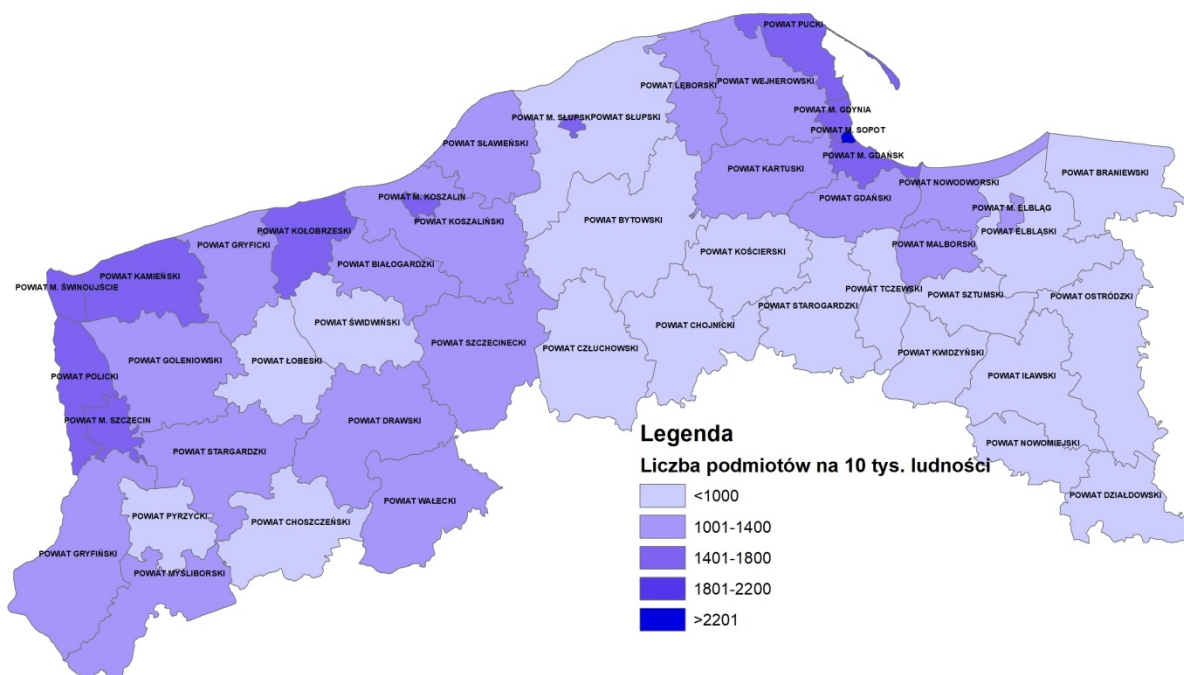 POWIAT PUCKI
POWIAT WEJHEROWSKI
POWIAT LĘBORSKI
POWIAT M. GDYNIA
POWIAT M. SŁUPSK
POWIAT SŁUPSKI
POWIAT M. SOPOT
POWIAT SŁAWIEŃSKI
POWIAT M. GDAŃSK
POWIAT KARTUSKI
POWIAT BRANIEWSKI
POWIAT NOWODWORSKI
POWIAT M. KOSZALIN
POWIAT GDAŃSKI
POWIAT M. ELBLĄG
POWIAT KOSZALIŃSKI
POWIAT BYTOWSKI
POWIAT KOŁOBRZESKI
POWIAT ELBLĄSKI
POWIAT GRYFICKI
POWIAT MALBORSKI
POWIAT KOŚCIERSKI
POWIAT BIAŁOGARDZKI
POWIAT KAMIEŃSKI
POWIAT M. ŚWINOUJŚCIE
POWIAT TCZEWSKI
POWIAT SZTUMSKI
POWIAT OSTRÓDZKI
POWIAT STAROGARDZKI
POWIAT ŚWIDWIŃSKI
POWIAT CHOJNICKI
POWIAT SZCZECINECKI
POWIAT CZŁUCHOWSKI
POWIAT KWIDZYŃSKI
POWIAT GOLENIOWSKI
POWIAT ŁOBESKI
POWIAT POLICKI
POWIAT IŁAWSKI
POWIAT DRAWSKI
POWIAT M. SZCZECIN
POWIAT NOWOMIEJSKI
POWIAT STARGARDZKI
POWIAT DZIAŁDOWSKI
POWIAT WAŁECKI
POWIAT PYRZYCKI
POWIAT CHOSZCZEŃSKI
POWIAT GRYFIŃSKI
POWIAT MYŚLIBORSKI
Legenda
Liczba podmiotów na 10 tys. ludności
<1000
1001-1400
1401-1800
1801-2200
>2201